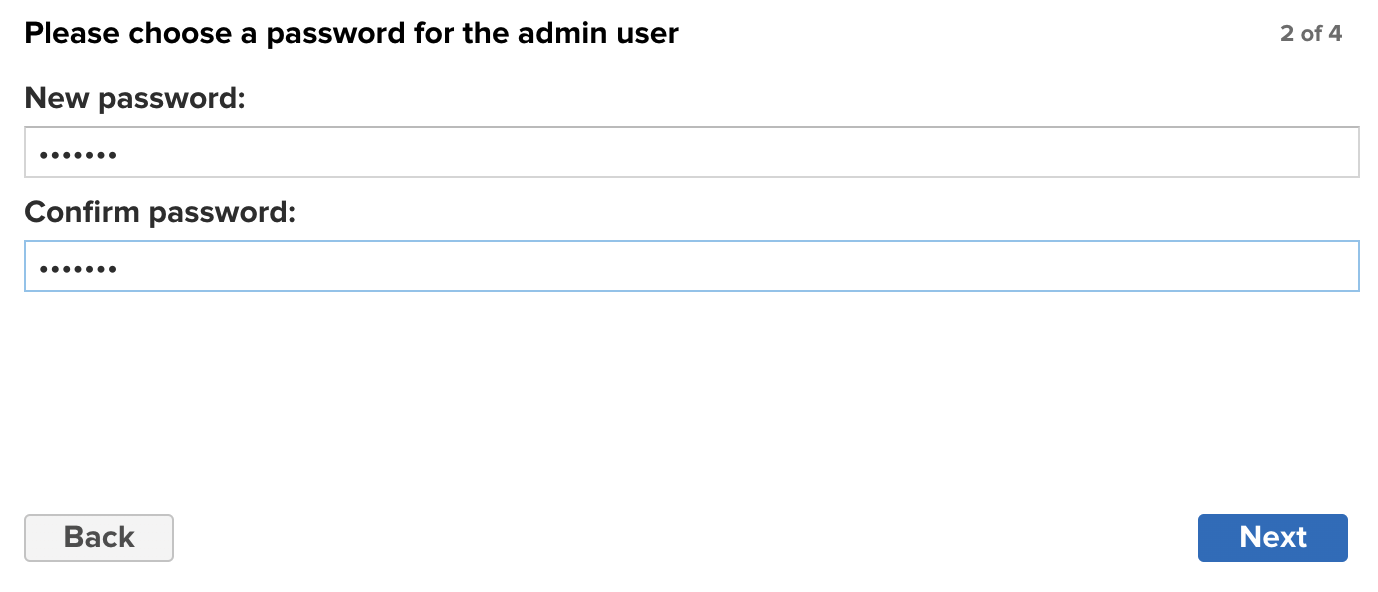 Please choose a password for the admin user
2 of 4
New password:
•••••••
Confirm password:
•••••••
Back
Next